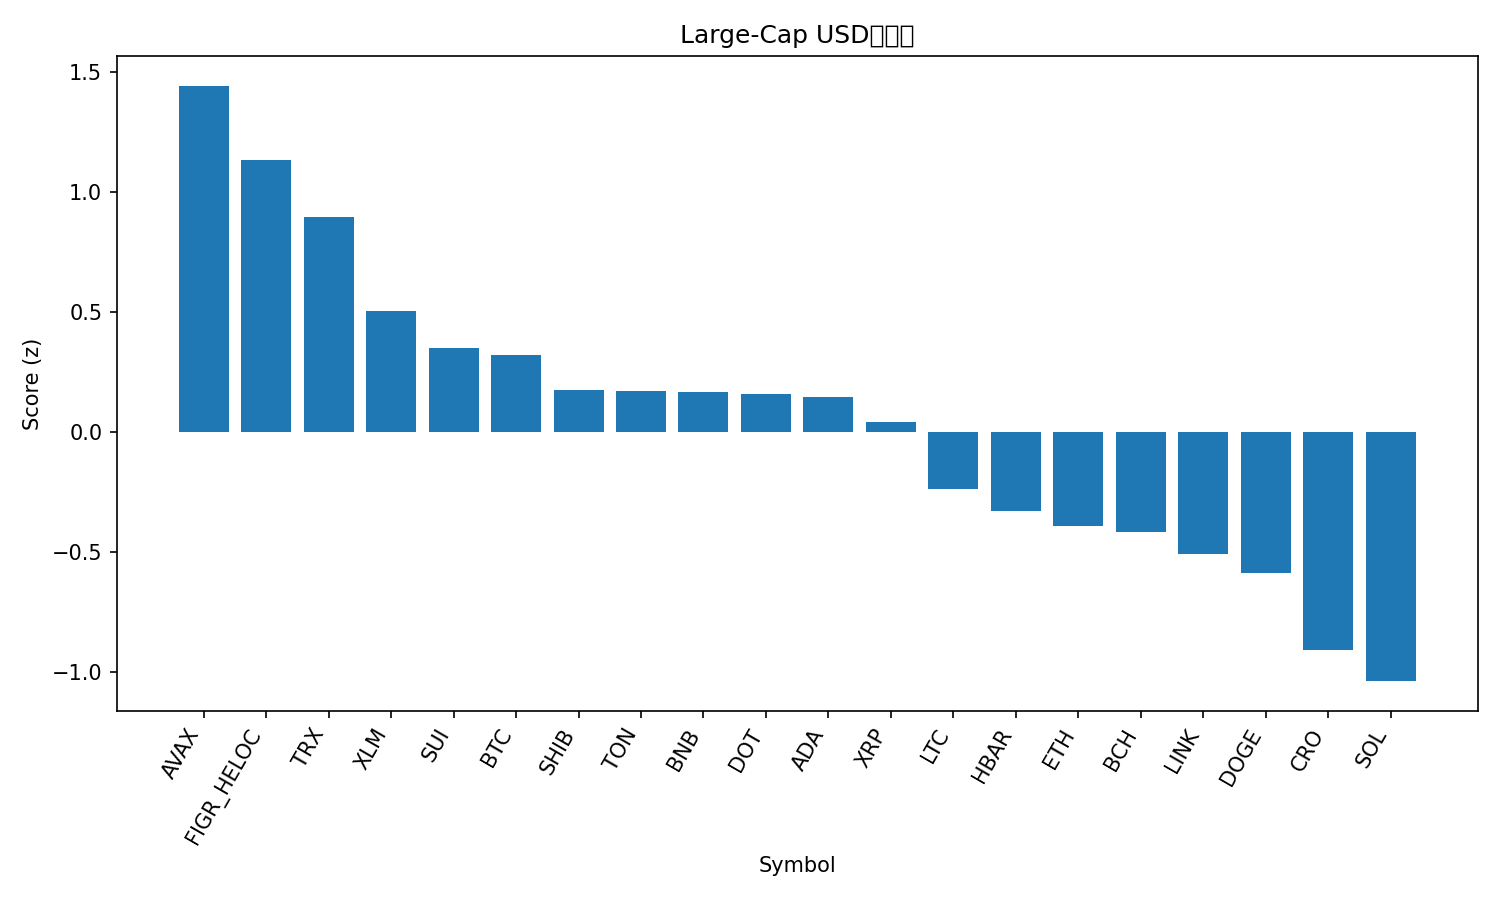 Large-Cap USD
Score (z)
1.5
1.0
0.5
0.0
−0.5
−1.0
AVAX
FIGR_HELOC
TRX
XLM
SUI
BTC
SHIB
TON
BNB
DOT
ADA
XRP
LTC
HBAR
ETH
BCH
LINK
DOGE
CRO
SOL
Symbol